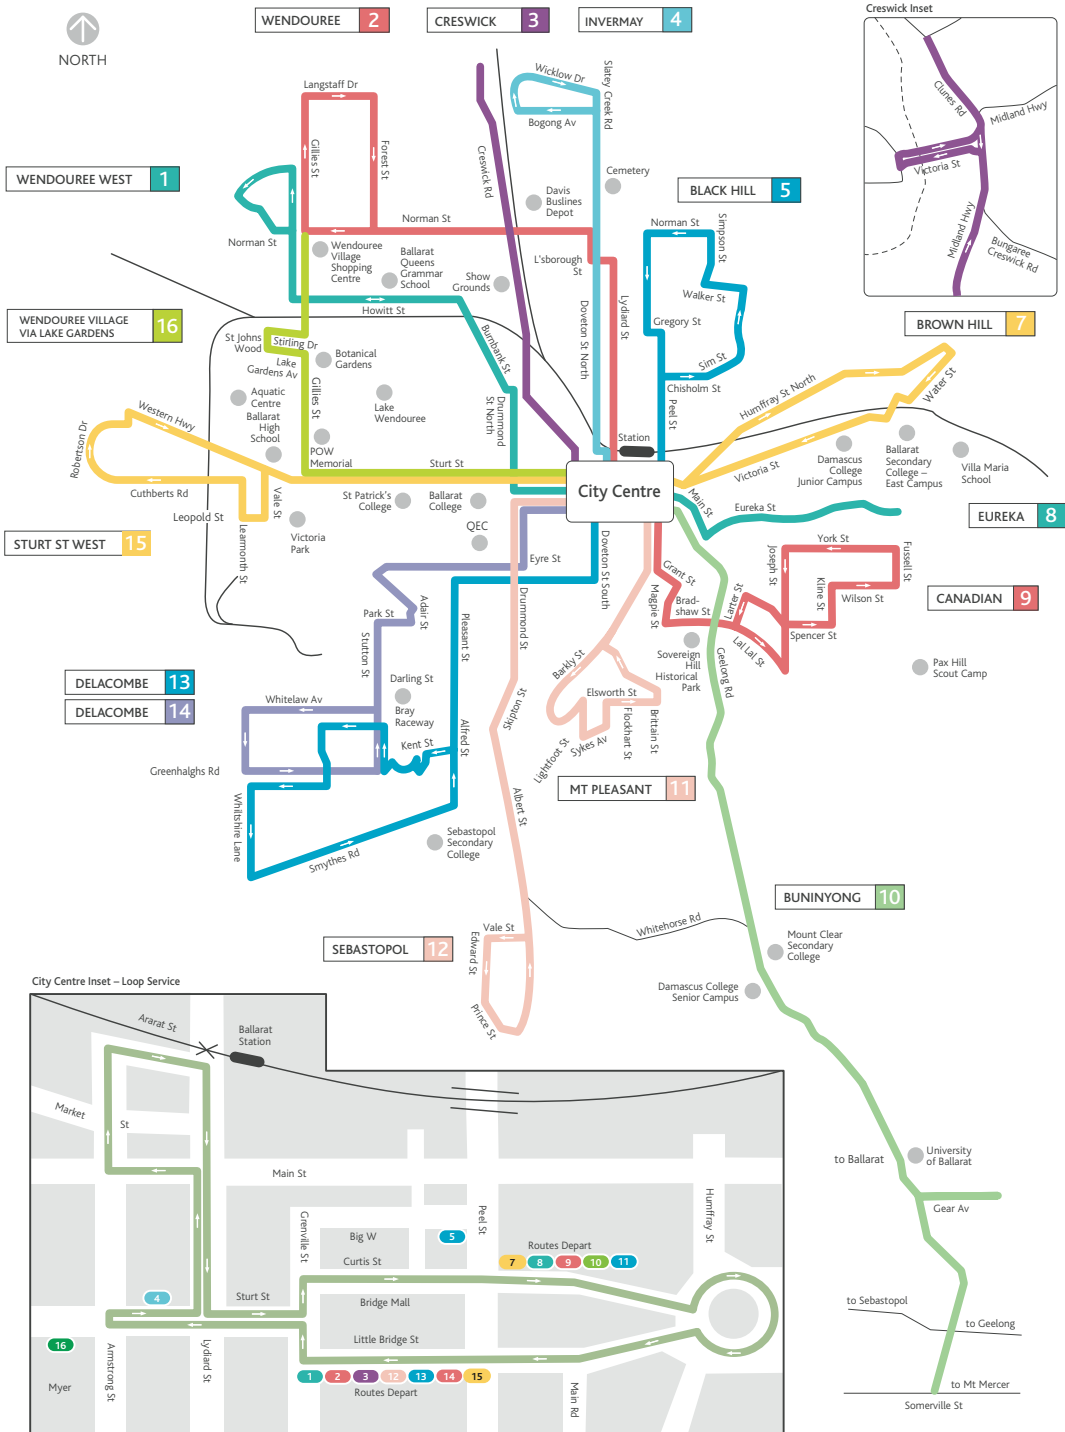 WENDOUREE 2
CRESWICK 3
INVERMAY 4
Creswick Inset
NORTH
Clunes Rd
Midland Hwy
Victoria St
Midland Hwy
Bungaree
Creswick Rd
Langstaff Dr
Gillies St
Forest St
Creswick Rd
Wicklow Dr
Bogong Av
Slatey Creek Rd
Cemetery
Davis
Buslines
Depot
WENDOUREE WEST 1
BLACK HILL 5
Norman St
Norman St
Norman St
Simpson St
Wendouree
Village
Shopping
Centre
Ballarat
Queens
Grammar
School
Show
Grounds
L'sborough
St
Walker St
Howitt St
Gregory St
Sim St
Chisholm St
Peel St
Lydiard St
Doveton St North
Burnbank St
Drummond
St North
WENDOUREE VILLAGE
VIA LAKE GARDENS 16
BROWN HILL 7
St Johns
Wood
Stirling Dr
Lake
Gardens Av
Botanical
Gardens
Gillies St
Lake
Wendouree
Aquatic
Centre
Ballarat
High
School
POW
Memorial
Western Hwy
Robertson Dr
Cuthberts Rd
Leopold St
Learmonth St
Vale St
Victoria
Park
Sturt St
St Patrick's
College
Ballarat
College
QEC
Station
City Centre
Humffray St North
Water St
Victoria St
Damascus
College
Junior Campus
Ballarat
Secondary
College –
East Campus
Villa Maria
School
Main St
Eureka St
EUREKA 8
STURT ST WEST 15
Eyre St
Doveton St South
Drummond St
Grant St
Magpie St
Brad-
shaw St
Larter St
Lal Lal St
Joseph St
York St
Fussell St
Kline St
Wilson St
Spencer St
CANADIAN 9
Park St
Adair St
Stutton St
Pleasant St
Sovereign
Hill
Historical
Park
Geelong Rd
Pax Hill
Scout Camp
DELACOMBE 13
DELACOMBE 14
Darling St
Bray
Raceway
Whitelaw Av
Kent St
Alfred St
Greenhalghs Rd
Whiltshire Lane
Smythes Rd
Skipton St
Albert St
Barkly St
Elsworth St
Lightfoot St
Sykes Av
Flockhart St
Brittain St
MT PLEASANT 11
Sebastopol
Secondary
College
BUNINYONG 10
Whitehorse Rd
SEBASTOPOL 12
Vale St
Edward St
Prince St
Mount Clear
Secondary
College
Damascus College
Senior Campus
University
of Ballarat
to Ballarat
Gear Av
to Sebastopol
to Geelong
to Mt Mercer
Somerville St
City Centre Inset – Loop Service
Ararat St
Ballarat
Station
Market
St
Main St
Grenville St
Big W
Peel St
5
Humffray St
Curtis St
Routes Depart
7 8 9 10 11
4
Sturt St
Bridge Mall
Little Bridge St
16
Myer
Armstrong St
Lydiard St
1 2 3 12 13 14 15
Routes Depart
Main Rd